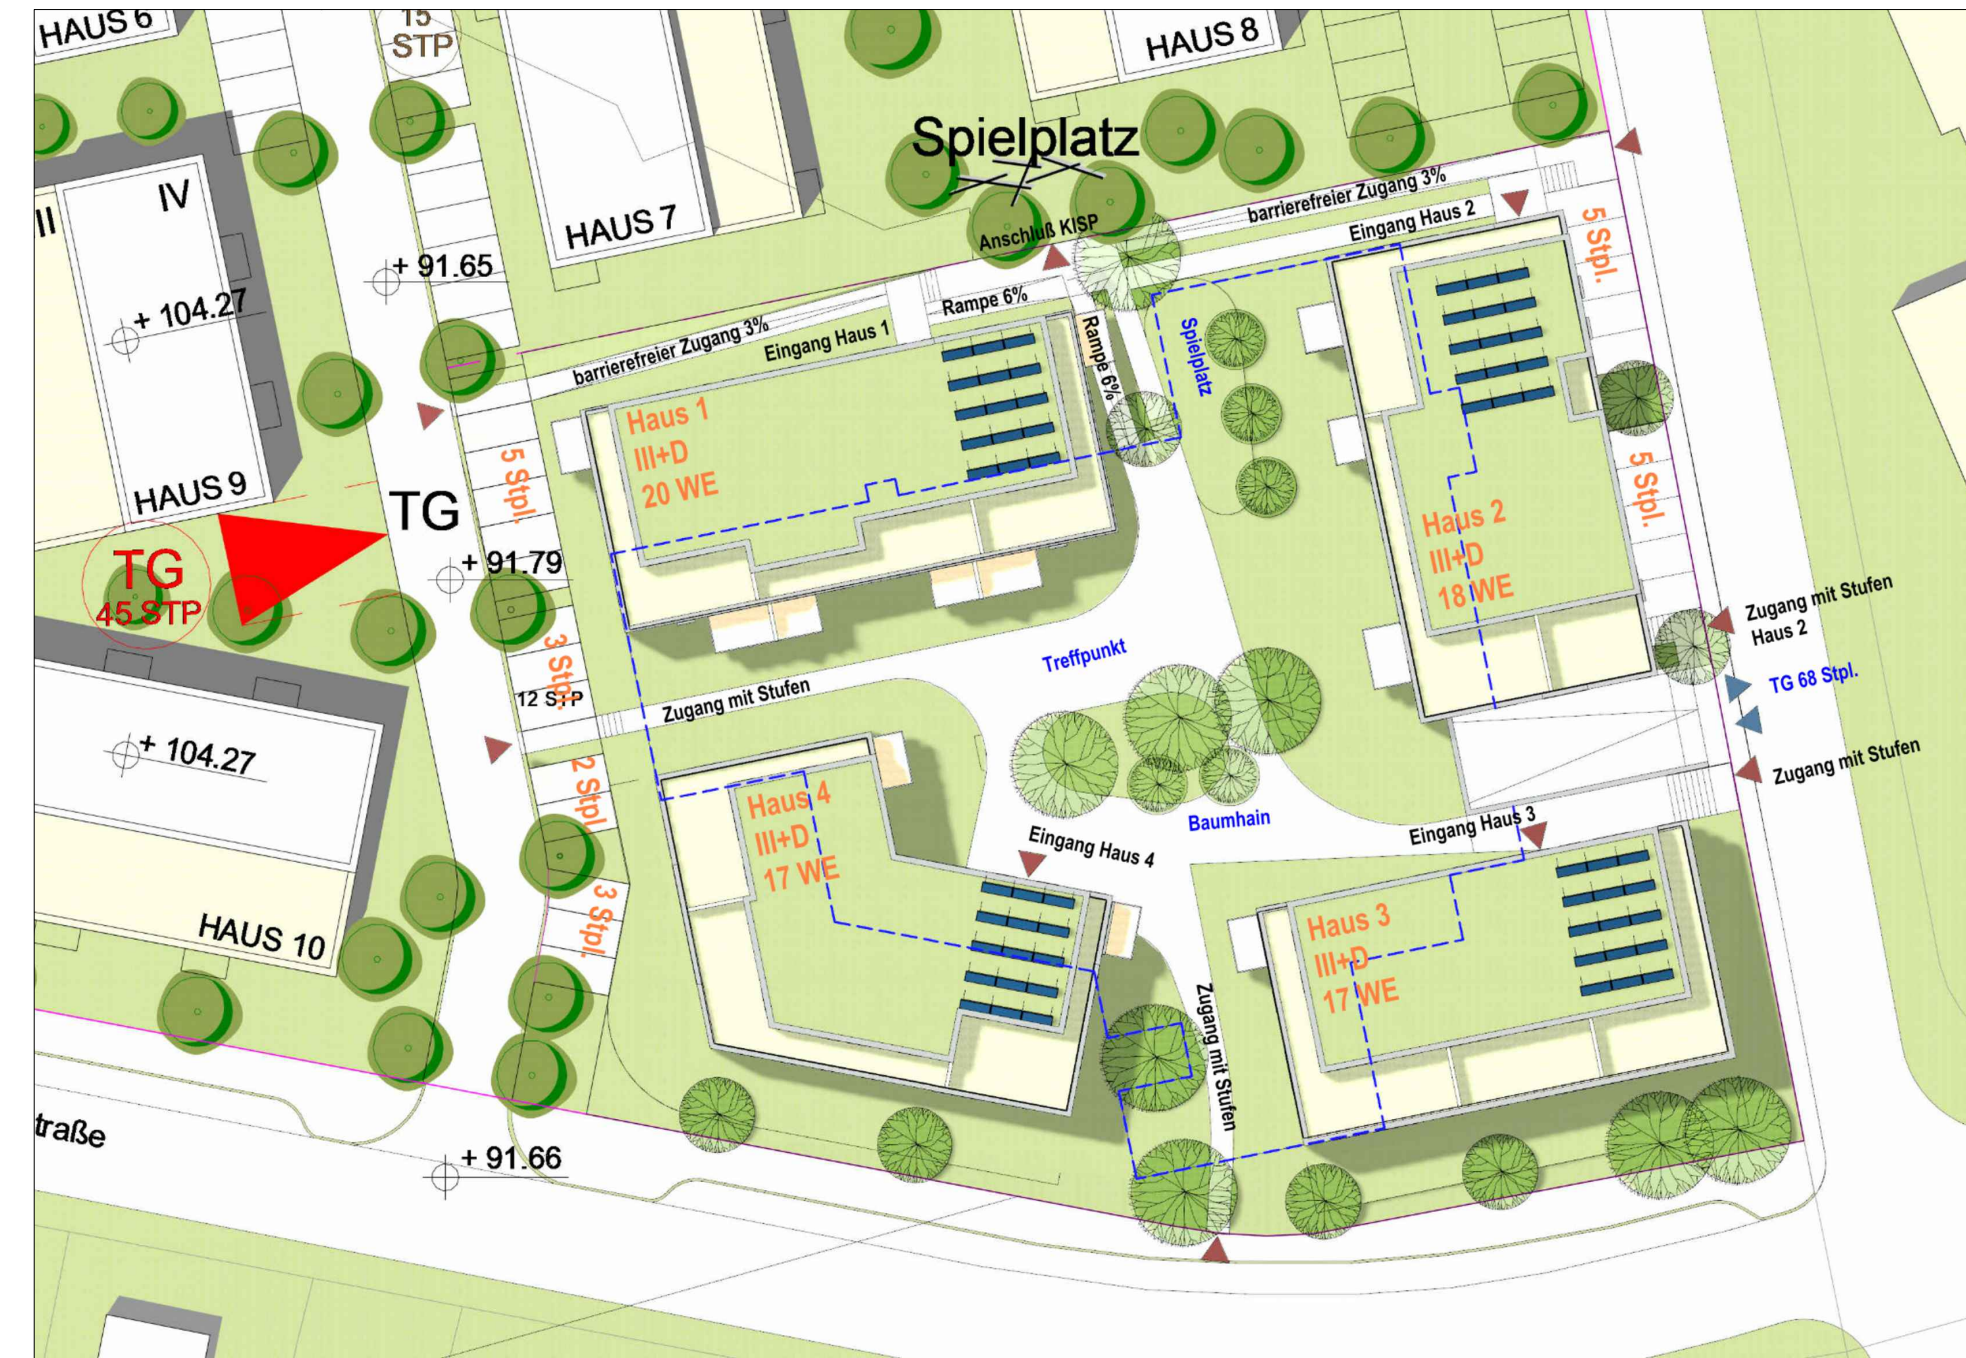 HAUS 6
15
STP
HAUS 8
Spielplatz
IV
II
HAUS 7
Anschluß KISP
barrierefreier Zugang 3%
Eingang Haus 2
5 Stpl.
+ 91.65
+ 104.27
Rampe 6%
barrierefreier Zugang 3%
Eingang Haus 1
Rampe 6%
Spielplatz
Haus 1
III+D
20 WE
5 Stpl.
HAUS 9
TG
5 Stpl.
Haus 2
III+D
18 WE
TG
45 STP
+ 91.79
Zugang mit Stufen
Haus 2
TG 68 Stpl.
3 Stpl.
12 STP
Treffpunkt
Zugang mit Stufen
+ 104.27
Zugang mit Stufen
2 Stpl.
Haus 4
III+D
17 WE
Baumhain
Eingang Haus 4
Eingang Haus 3
3 Stpl.
HAUS 10
Haus 3
III+D
17 WE
Zugang mit Stufen
traße
+ 91.66